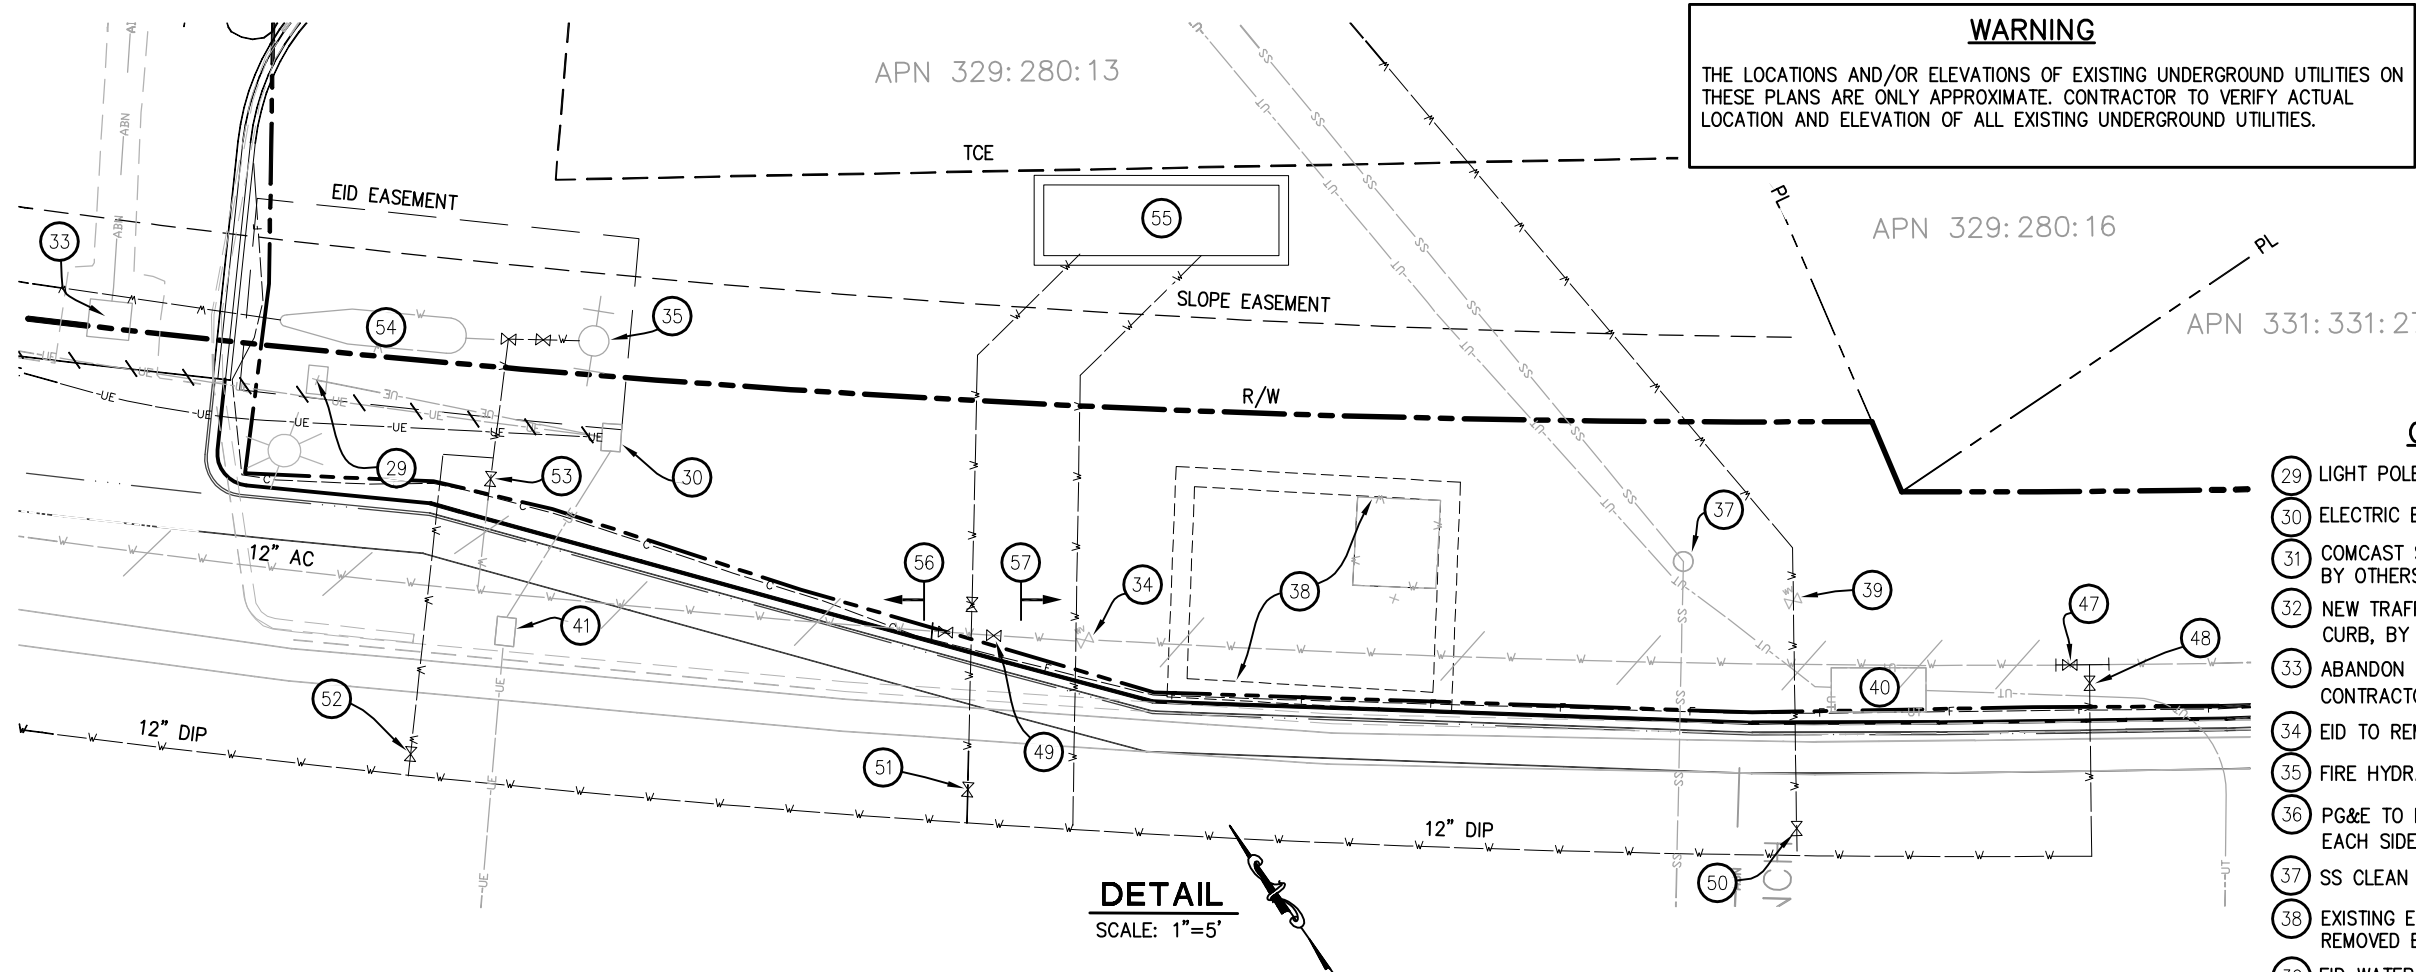 WARNING
THE LOCATIONS AND/OR ELEVATIONS OF EXISTING UNDERGROUND UTILITIES ON
THESE PLANS ARE ONLY APPROXIMATE. CONTRACTOR TO VERIFY ACTUAL
LOCATION AND ELEVATION OF ALL EXISTING UNDERGROUND UTILITIES.
APN 329:280:13
TCE
EID EASEMENT
ABN
ABN
PL
APN 329:280:16
PL
APN 331:331:27
33
54
35
55
SLOPE EASEMENT
R/W
29
53
30
12" AC
41
56
57
34
38
37
39
47
48
40
52
12" DIP
51
49
12" DIP
50
DETAIL
SCALE: 1"=5'
29 LIGHT POLE
30 ELECTRIC
31 COMCAST
BY OTHERS
32 NEW
CURB, BY
33 ABANDON
34 EID TO
35 FIRE
36 PG&E TO
EACH SIDE
37 SS CLEAN
38 EXISTING
REMOVED